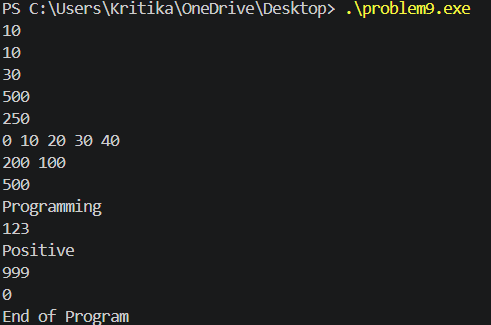 PS C:\Users\Kritika\OneDrive\Desktop> .\problem9.exe
10
10
30
500
250
0 10 20 30 40
200 100
500
Programming
123
Positive
999
0
End of Program